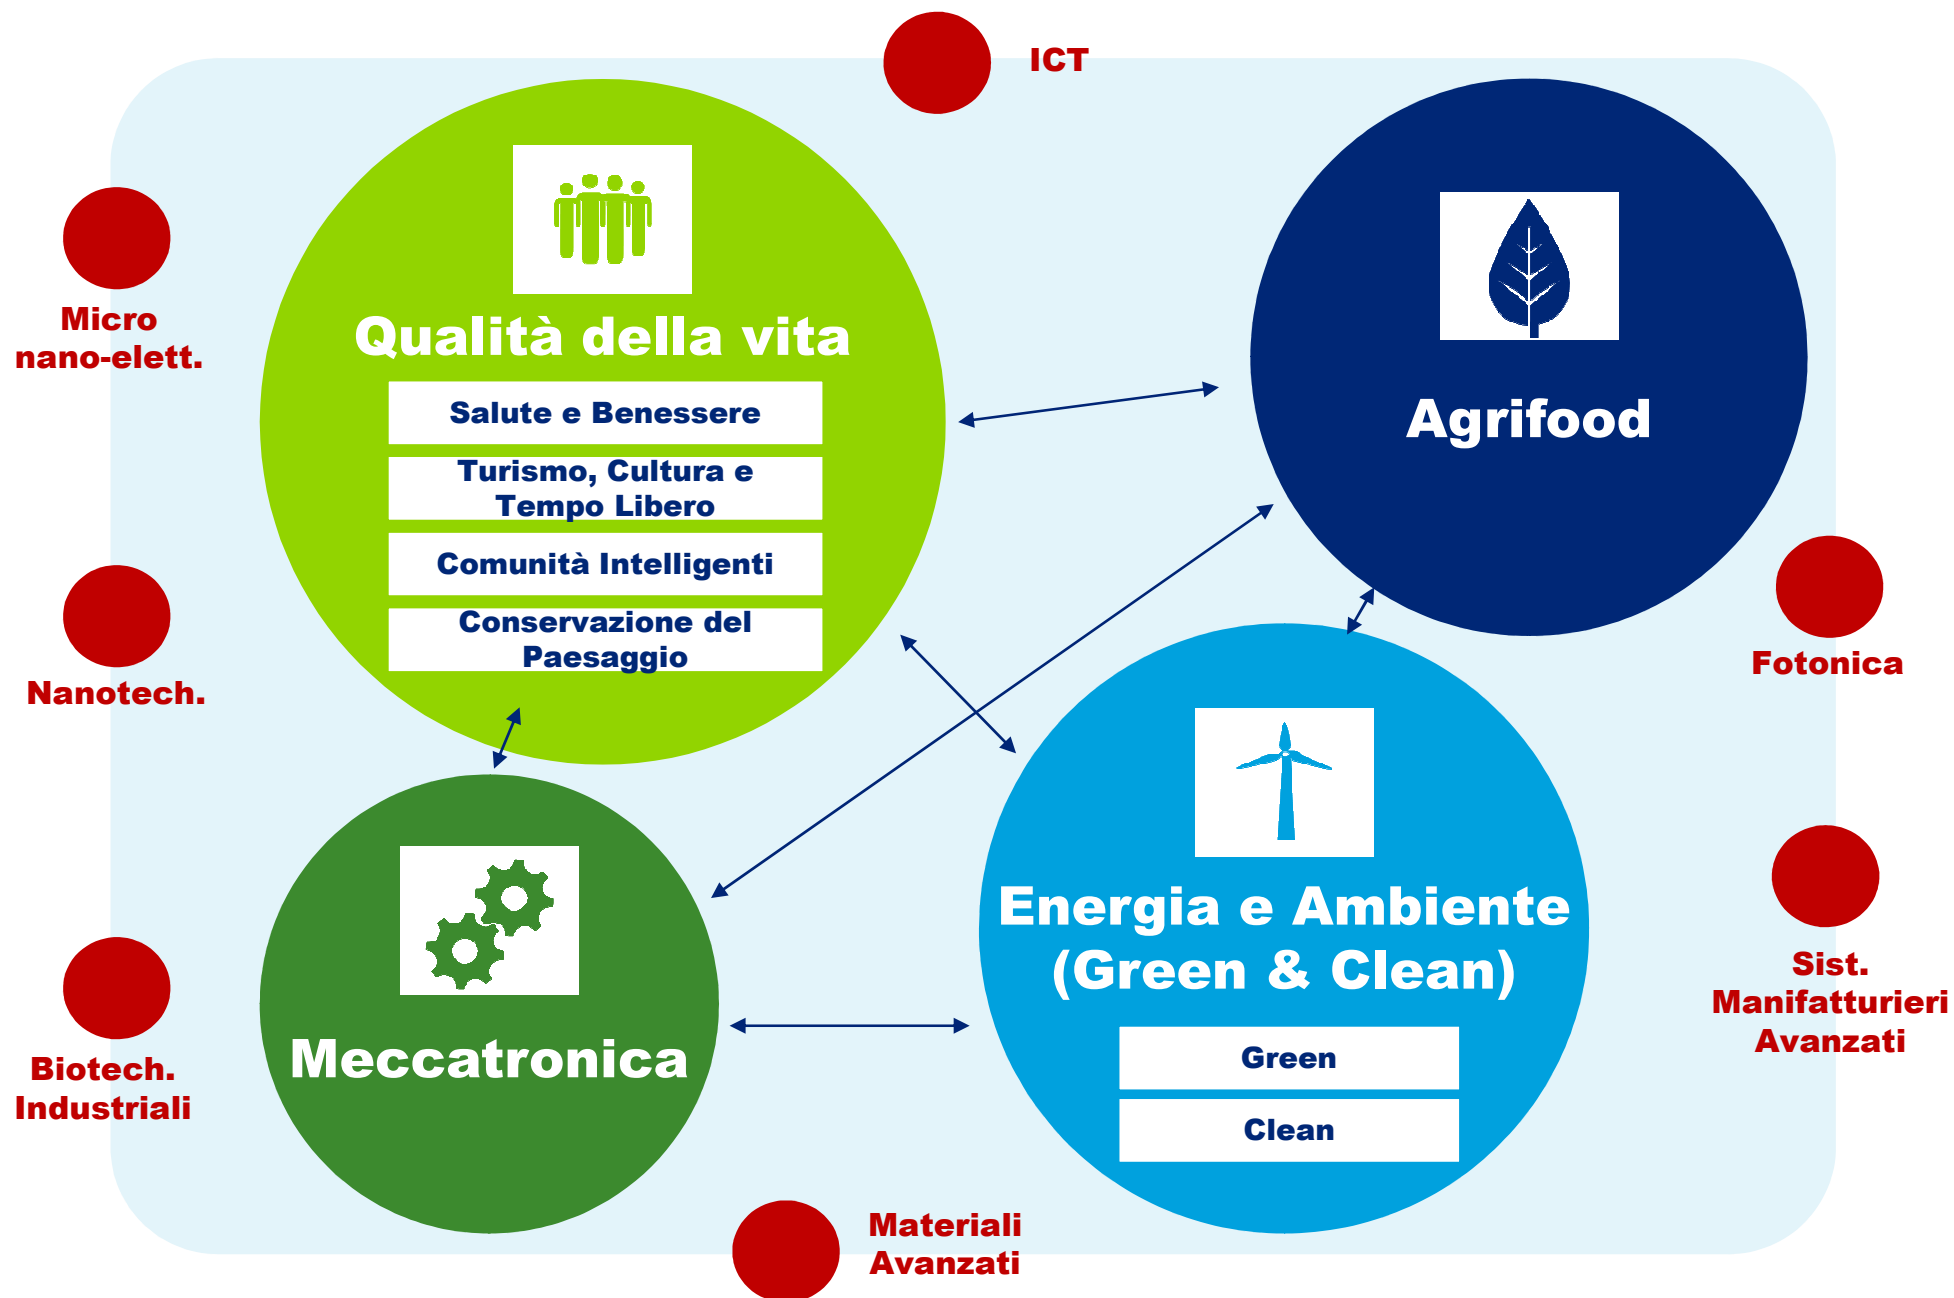 ICT
Micro
nano-elett.
Nanotech.
Biotech.
Industriali
Qualità della vita
Salute e Benessere
Turismo, Cultura e
Tempo Libero
Comunità Intelligenti
Conservazione del
Paesaggio
Agrifood
Meccatronica
Energia e Ambiente
(Green & Clean)
Green
Clean
Fotonica
Sist.
Manifatturieri
Avanzati
Materiali
Avanzati